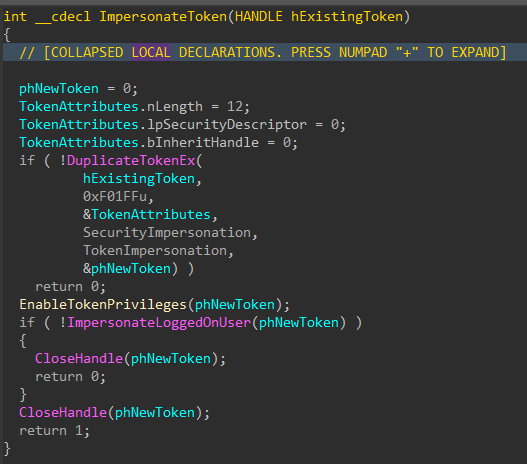 int __cdecl ImpersonateToken(HANDLE hExistingToken)
{
// [COLLAPSED LOCAL DECLARATIONS. PRESS NUMPAD "+" TO EXPAND]
phNewToken = 0;
TokenAttributes.nLength = 12;
TokenAttributes.lpSecurityDescriptor = 0;
TokenAttributes.bInheritHandle = 0;
if ( !DuplicateTokenEx(
hExistingToken,
0xF01FFu,
&TokenAttributes,
SecurityImpersonation,
TokenImpersonation,
&phNewToken) )
return 0;
EnableTokenPrivileges(phNewToken);
if ( !ImpersonateLoggedOnUser(phNewToken) )
{
CloseHandle(phNewToken);
return 0;
}
CloseHandle(phNewToken);
return 1;
}